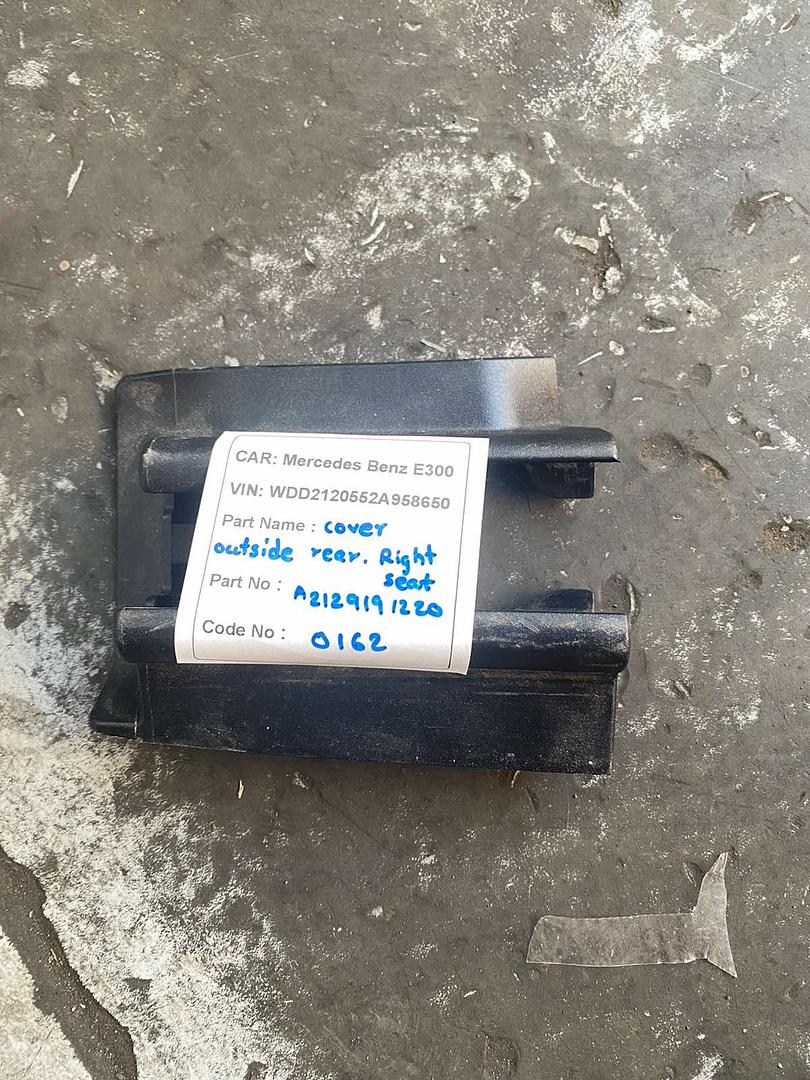 CAR: Mercedes Benz E300
VIN: WDD2120552A958650
Part Name : cover
outside rear. Right
seat
Part No : A2129191220
Code No : 0162